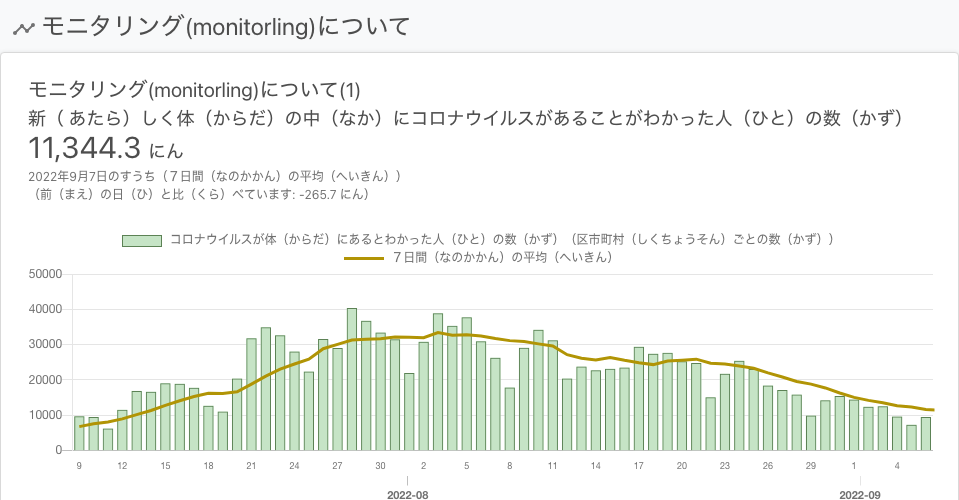 モニタリング(monitorling)について
モニタリング(monitorling)について(1)
新（ あたら）しく体（からだ）の中（なか）にコロナウイルスがあることがわかった人（ひと）の数（かず）
11,344.3 にん
2022年9月7日のすうち（７日間（なのかかん）の平均（へいきん））
（前（まえ）の日（ひ）と比（くら）べています: -265.7 にん）
コロナウイルスが体（からだ）にあるとわかった人（ひと）の数（かず）（区市町村（しくちょうそん）ごとの数（かず））
７日間（なのかかん）の平均（へいきん）
50000
40000
30000
20000
10000
0
9 12 15 18 21 24 27 30 2 5 8 11 14 17 20 23 26 29 1 4
2022-08 2022-09